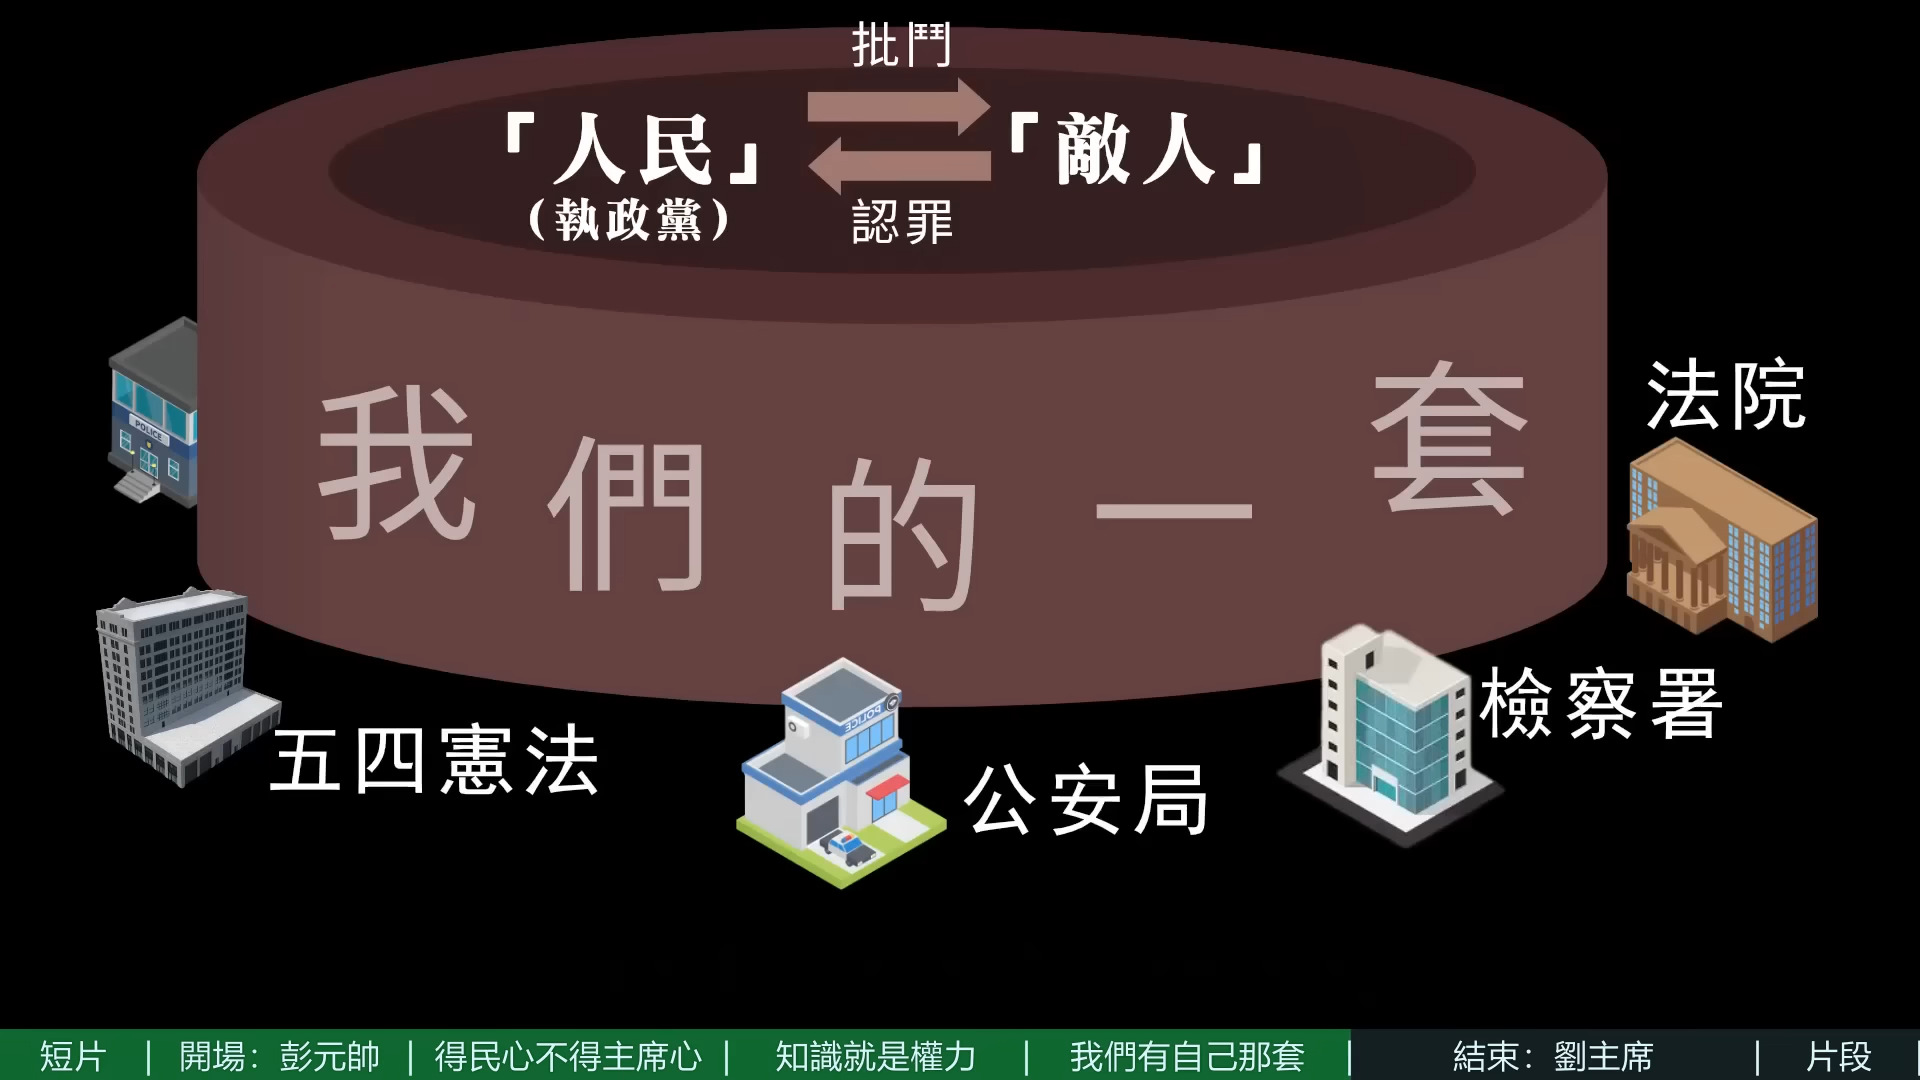 批鬥
「人民」
「敵人」
(執政黨)
認罪
我們的一套
法院
POLICE
五四憲法
公安局
POLICE
檢察署
短片 | 開場：彭元帥 | 得民心不得主席心 | 知識就是權力 | 我們有自己那套 | 結束：劉主席 | 片段